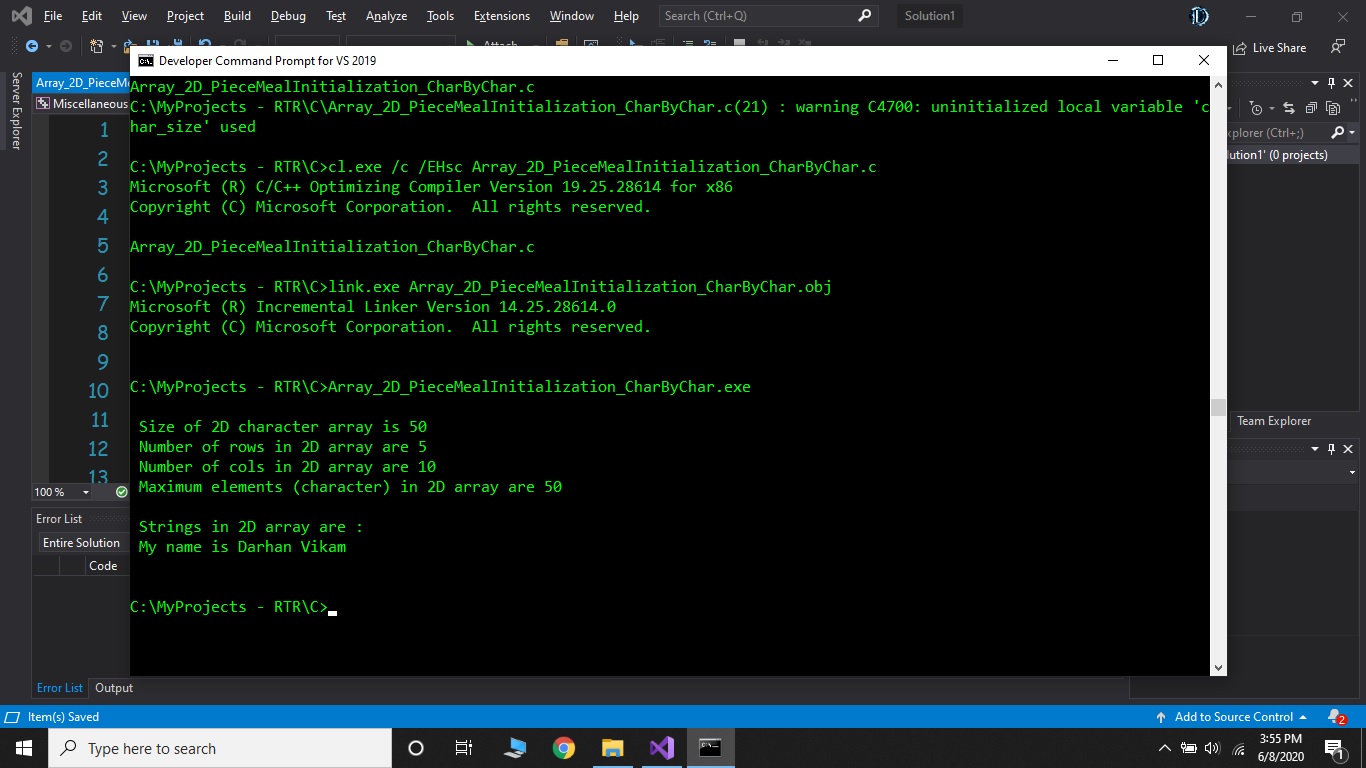 File Edit View Project Build Debug Test Analyze Tools Extensions Window Help Search (Ctrl+Q) Solution1
Attach Live Share
Developer Command Prompt for VS 2019
Server Explorer
Array_2D_PieceMe
Miscellaneous
1
2
3
4
5
6
7
8
9
10
11
12
13
100 %
Error List
Entire Solution
Code
Array_2D_PieceMealInitialization_CharByChar.c
C:\MyProjects - RTR\C\Array_2D_PieceMealInitialization_CharByChar.c(21) : warning C4700: uninitialized local variable 'c
har_size' used
C:\MyProjects - RTR\C>cl.exe /c /EHsc Array_2D_PieceMealInitialization_CharByChar.c
Microsoft (R) C/C++ Optimizing Compiler Version 19.25.28614 for x86
Copyright (C) Microsoft Corporation.  All rights reserved.
Array_2D_PieceMealInitialization_CharByChar.c
C:\MyProjects - RTR\C>link.exe Array_2D_PieceMealInitialization_CharByChar.obj
Microsoft (R) Incremental Linker Version 14.25.28614.0
Copyright (C) Microsoft Corporation.  All rights reserved.
C:\MyProjects - RTR\C>Array_2D_PieceMealInitialization_CharByChar.exe
Size of 2D character array is 50
Number of rows in 2D array are 5
Number of cols in 2D array are 10
Maximum elements (character) in 2D array are 50
Strings in 2D array are :
My name is Darhan Vikam
C:\MyProjects - RTR\C>
xplorer (Ctrl+;)
lution1' (0 projects)
Team Explorer
Error List Output
Item(s) Saved Add to Source Control 2
Type here to search
3:55 PM
6/8/2020
1